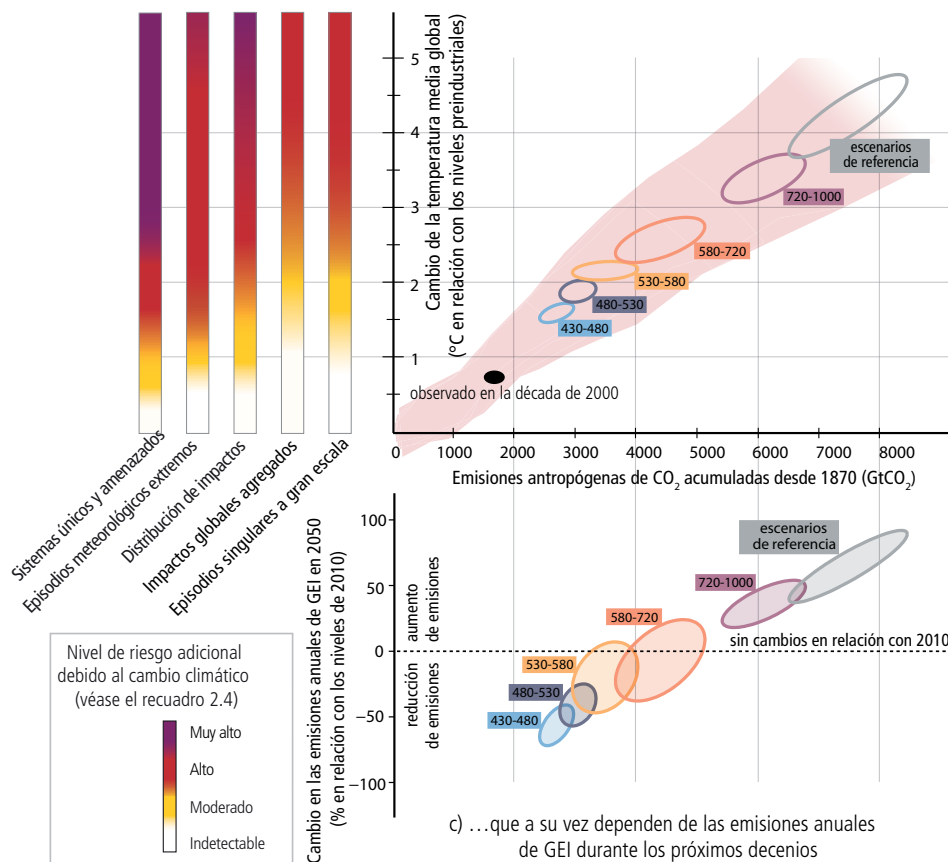 5
4
3
2
1
Cambio de la temperatura media global
(°C en relación con los niveles preindustriales)
escenarios
de referencia
720-1000
580-720
530-580
480-530
430-480
observado en la década de 2000
0 1000 2000 3000 4000 5000 6000 7000 8000
Emisiones antropógenas de CO₂ acumuladas desde 1870 (GtCO₂)
Sistemas únicos y amenazados
Episodios meteorológicos extremos
Distribución de impactos
Impactos globales agregados
Episodios singulares a gran escala
Nivel de riesgo adicional
debido al cambio climático
(véase el recuadro 2.4)
Muy alto
Alto
Moderado
Indetectable
Cambio en las emisiones anuales de GEI en 2050
(% en relación con los niveles de 2010)
100
50
0
−50
−100
aumento
de emisiones
reducción
de emisiones
escenarios
de referencia
720-1000
580-720
sin cambios en relación con 2010
530-580
480-530
430-480
c) …que a su vez dependen de las emisiones anuales
de GEI durante los próximos decenios